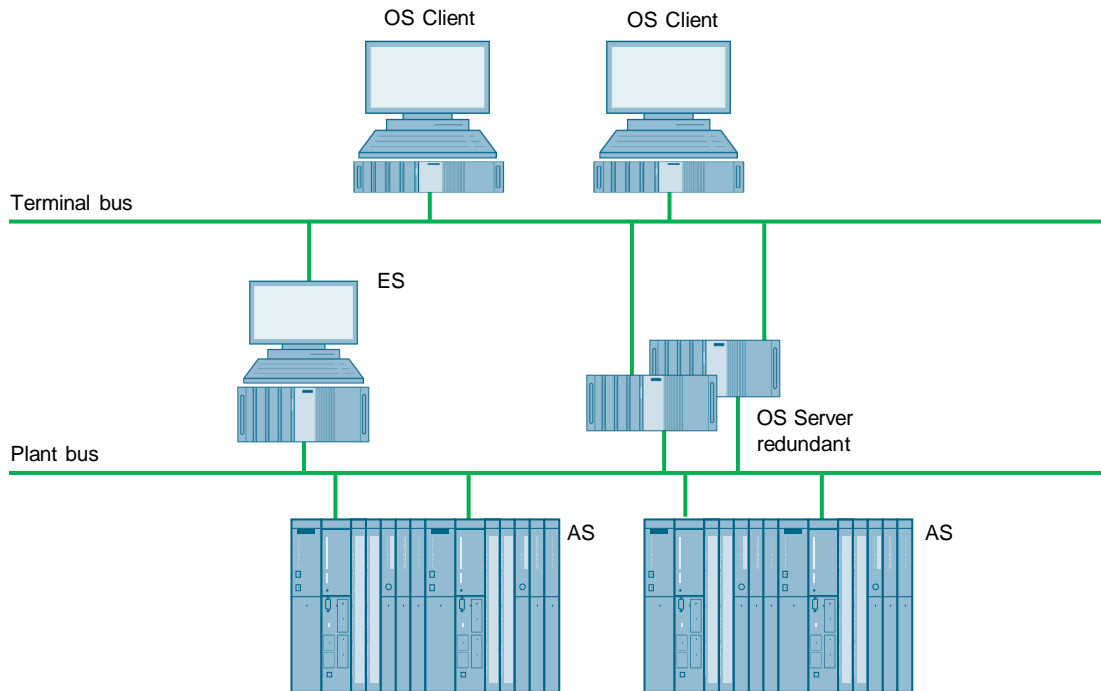 OS Client
OS Client
Terminal bus
ES
OS Server
redundant
Plant bus
AS
AS